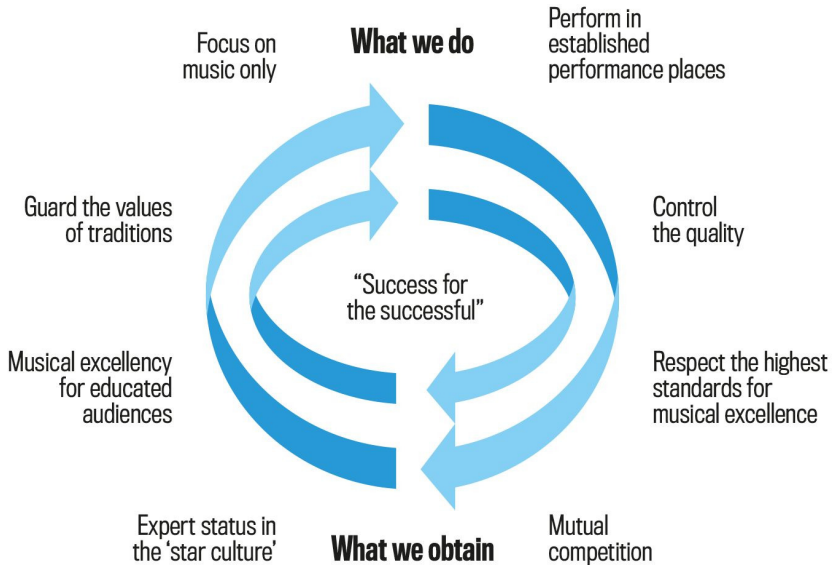 What we do
Perform in
established
performance places
Control
the quality
Respect the highest
standards for
musical excellence
Mutual
competition
What we obtain
Expert status in
the ‘star culture’
Musical excellency
for educated
audiences
Guard the values
of traditions
Focus on
music only
“Success for
the successful”